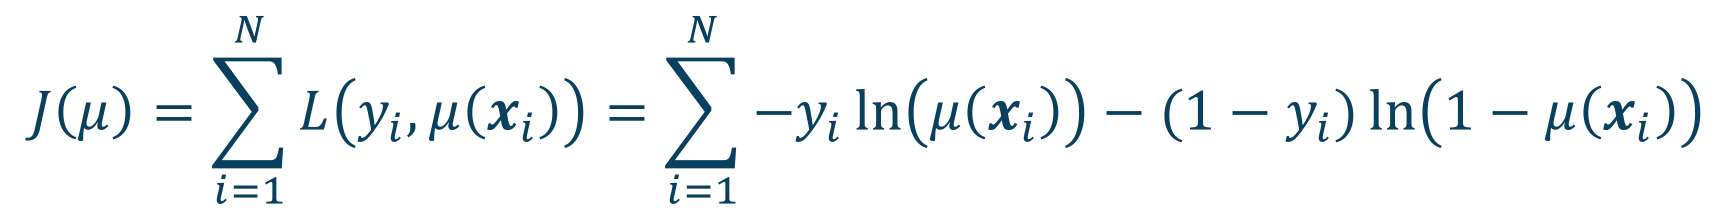 J(μ) = ∑_{i=1}^{N} L(y_i, μ(𝒙_i)) = ∑_{i=1}^{N} −y_i ln(μ(𝒙_i)) − (1 − y_i) ln(1 − μ(𝒙_i))